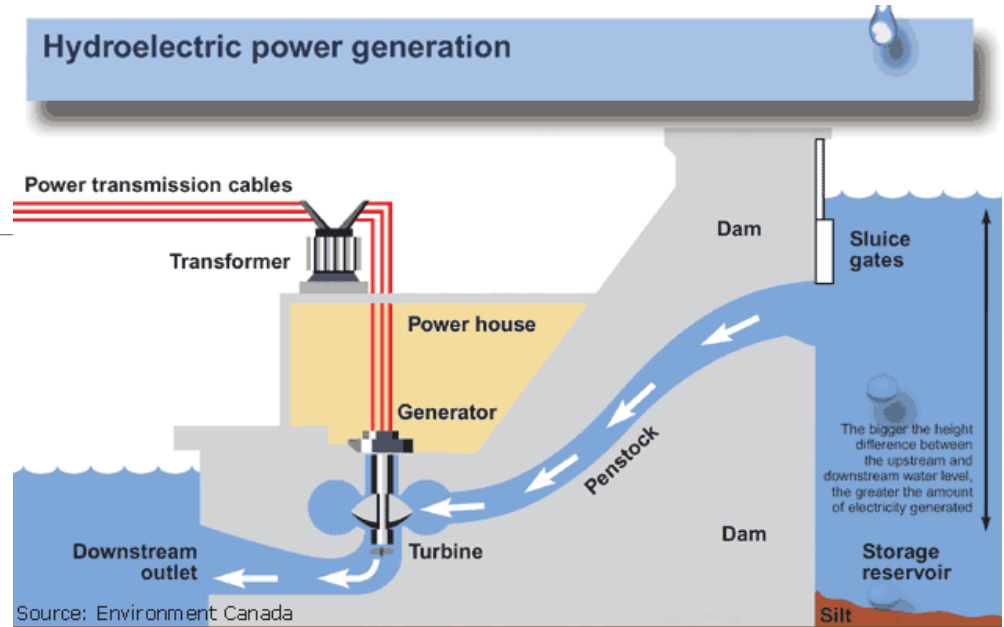 Hydroelectric power generation
Power transmission cables
Transformer
Dam
Sluice
gates
Power house
Generator
Penstock
The bigger the height
difference between
the upstream and
downstream water level,
the greater the amount
of electricity generated
Turbine
Dam
Downstream
outlet
Storage
reservoir
Source: Environment Canada
Silt